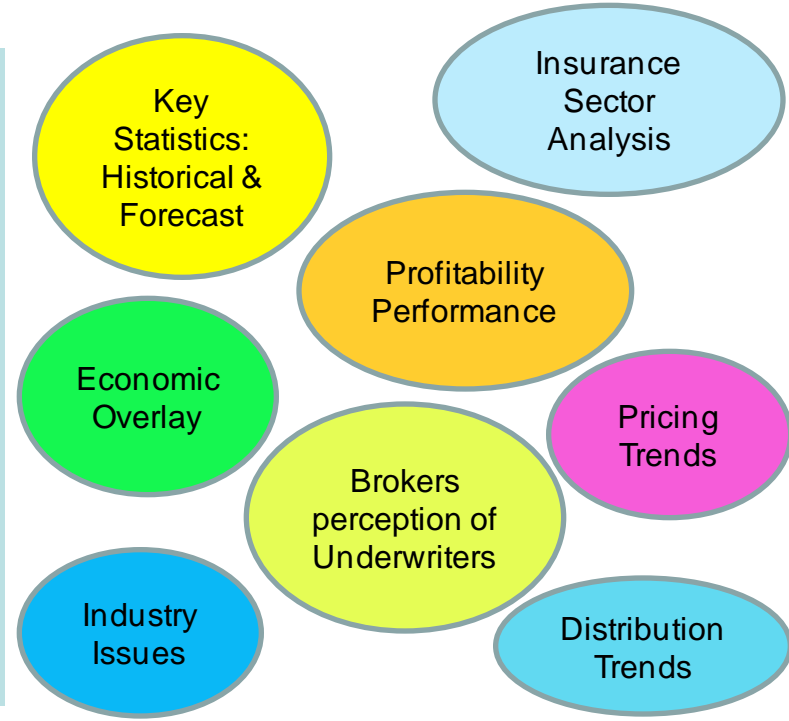 Key
Statistics:
Historical &
Forecast
Insurance
Sector
Analysis
Profitability
Performance
Economic
Overlay
Pricing
Trends
Brokers
perception of
Underwriters
Industry
Issues
Distribution
Trends